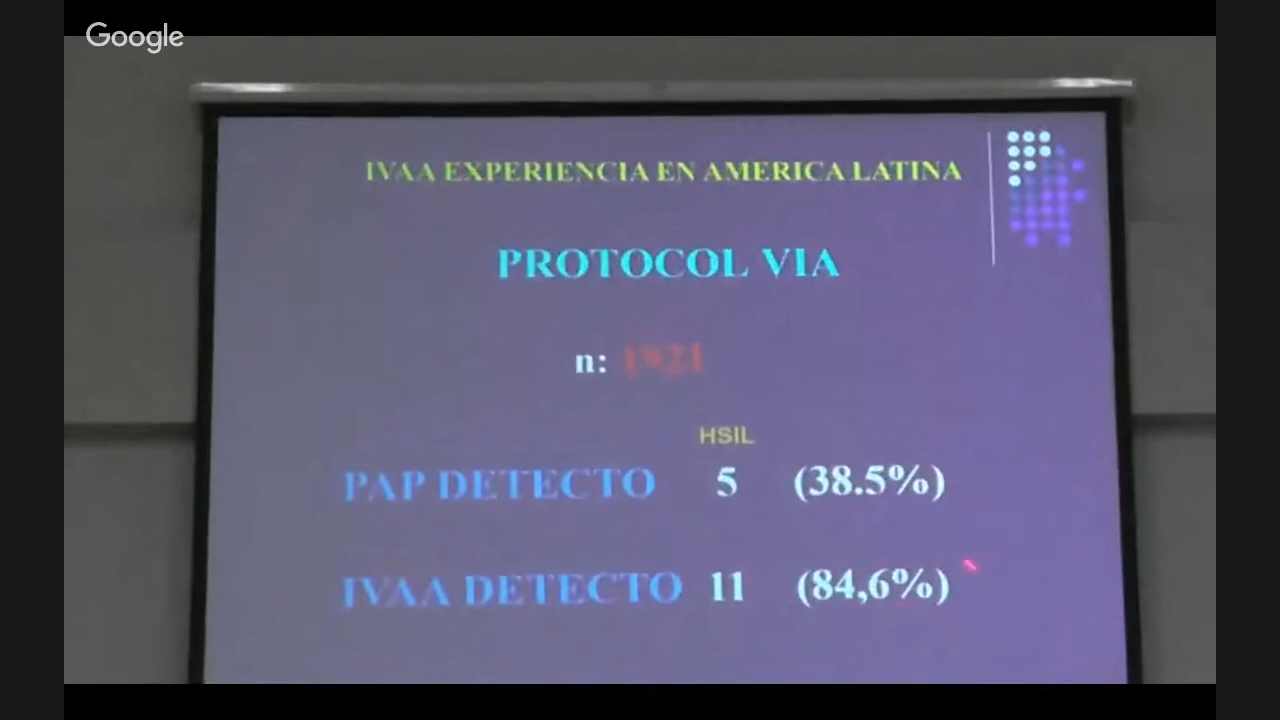 Google
IVAA EXPERIENCIA EN AMERICA LATINA
PROTOCOL VIA
n: 1921
HSIL
PAP DETECTO 5 (38.5%)
IVAA DETECTO 11 (84,6%)